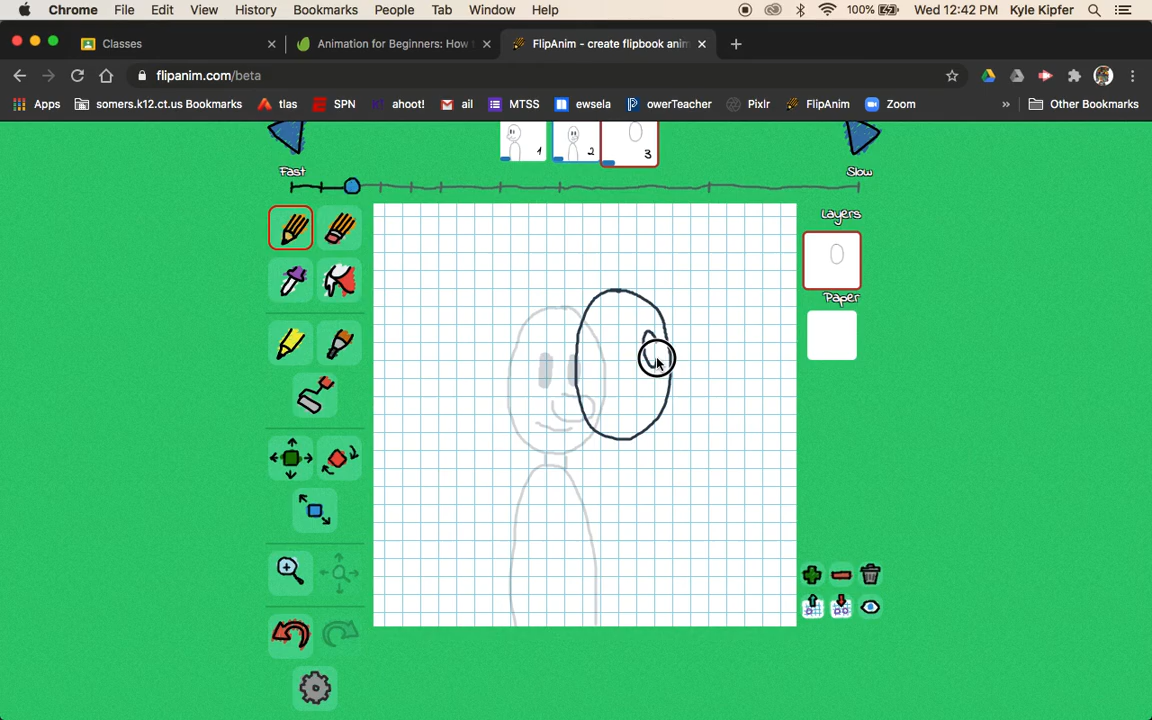 Chrome File Edit View History Bookmarks People Tab Window Help 100% Wed 12:42 PM Kyle Kipfer
Classes Animation for Beginners: How FlipAnim - create flipbook anim
flipanim.com/beta
Apps somers.k12.ct.us Bookmarks tlas SPN ahoot! ail MTSS ewsela owerTeacher Pixlr FlipAnim Zoom » Other Bookmarks
1 2 3
Fast Slow
Layers
Paper